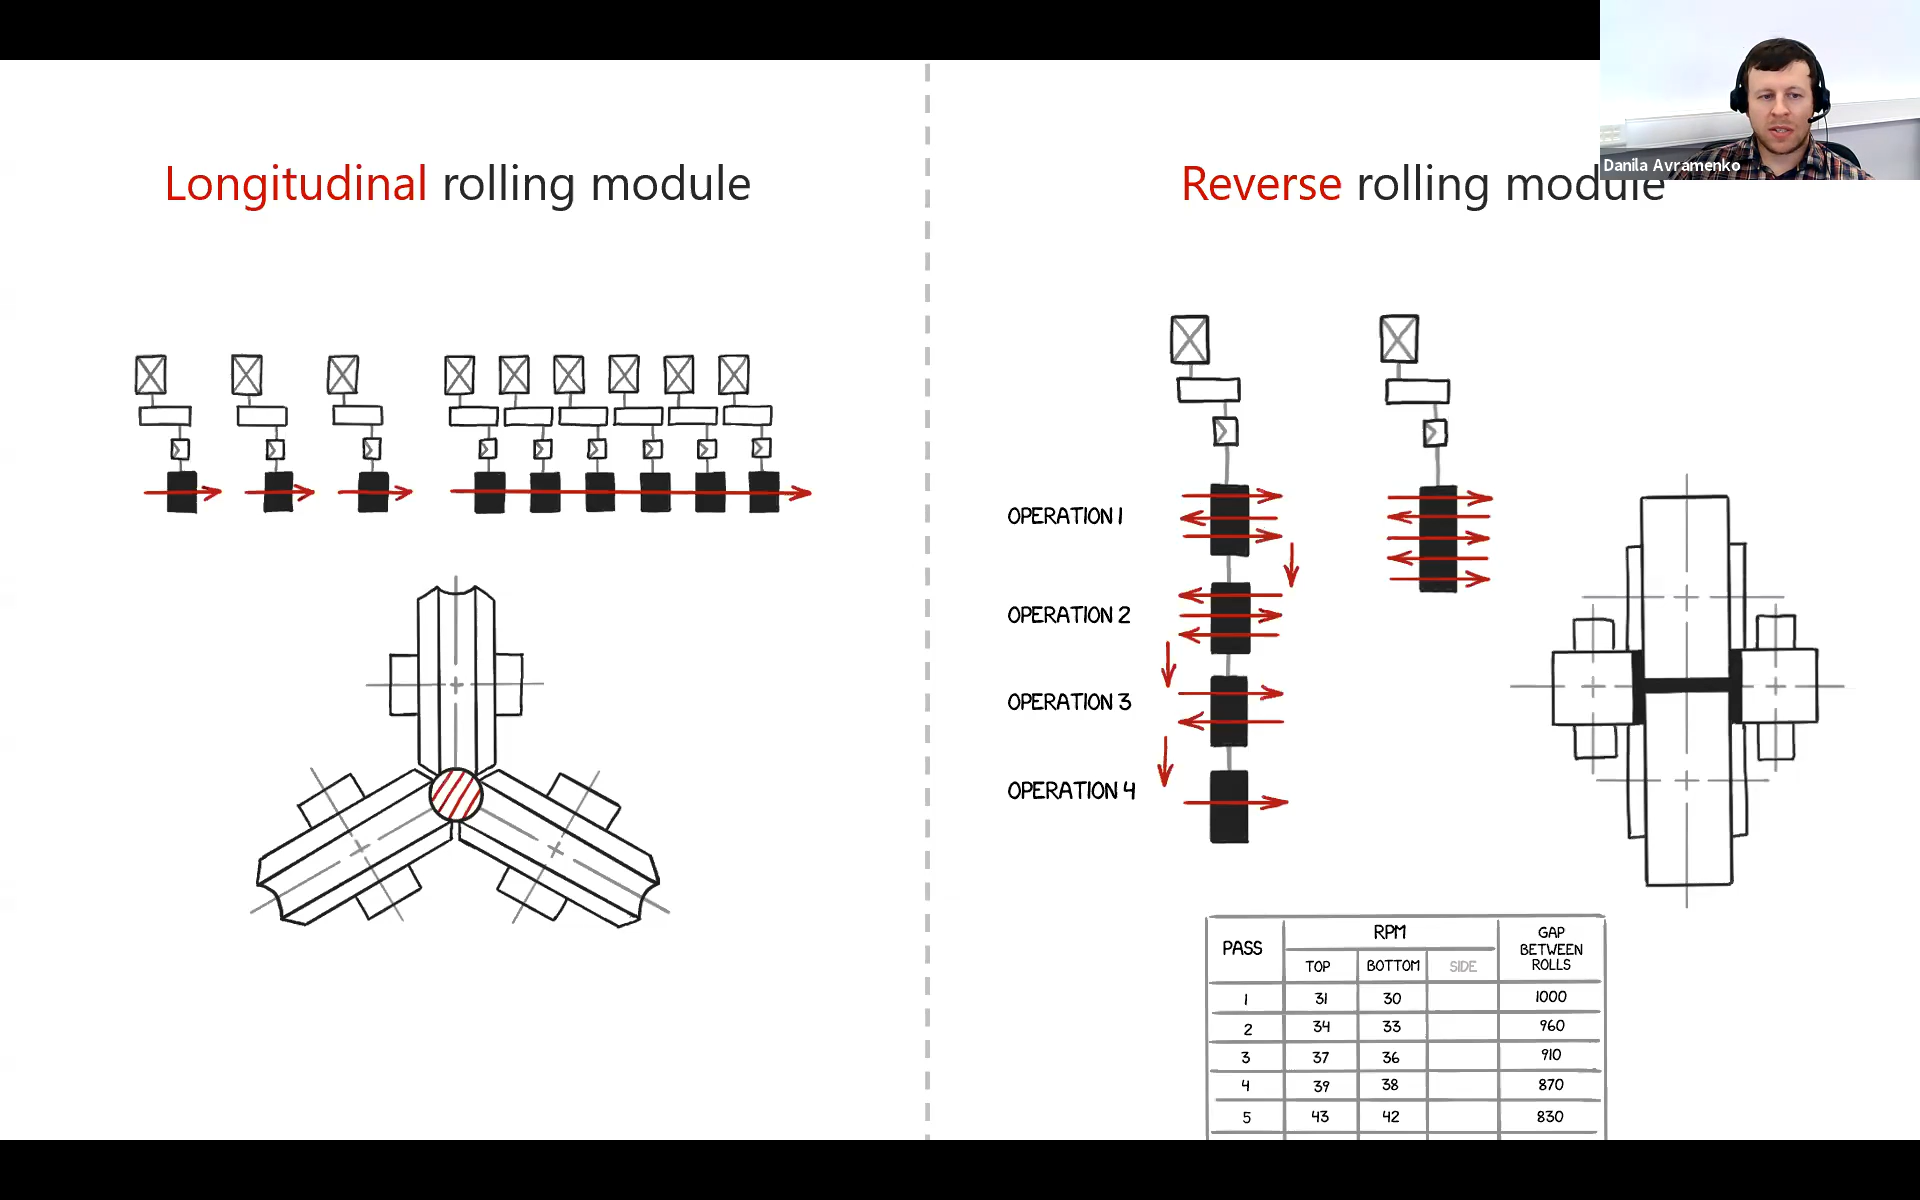 Danila Avramenko
Longitudinal rolling module
Reverse rolling module
OPERATION 1
OPERATION 2
OPERATION 3
OPERATION 4
PASS
RPM
GAP
BETWEEN
ROLLS
TOP BOTTOM SIDE
1 31 30 1000
2 34 33 960
3 37 36 910
4 39 38 870
5 43 42 830